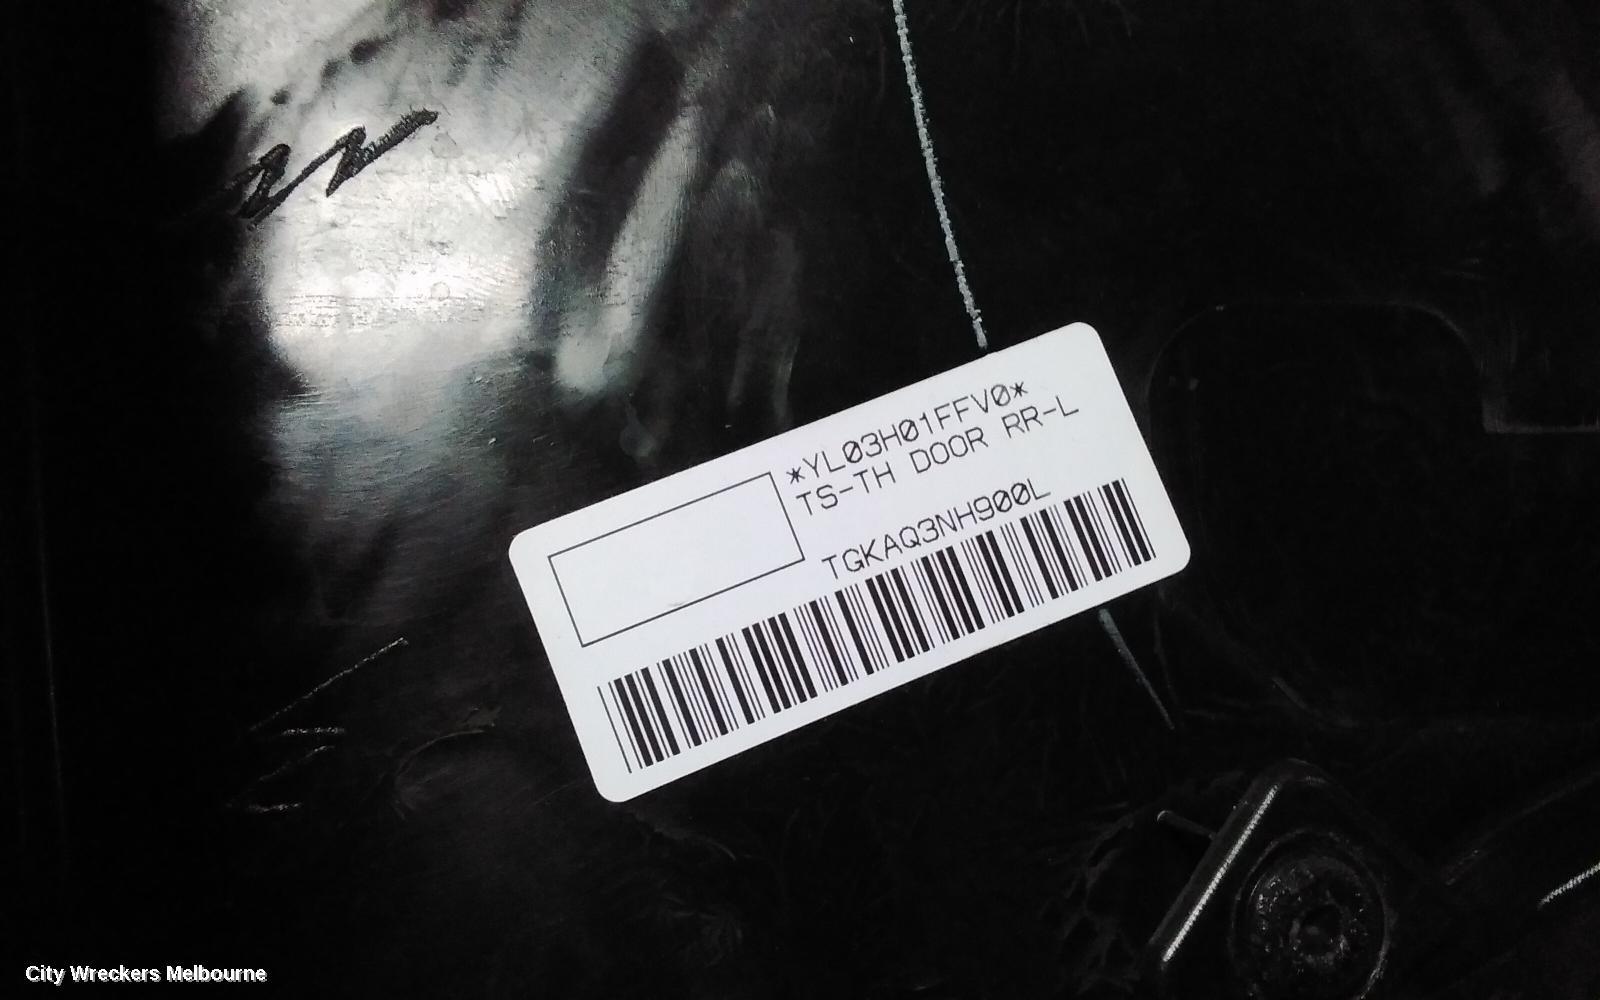 *YL03H01FFV0*
TS-TH DOOR RR-L
TGKAQ3NH900L
City Wreckers Melbourne